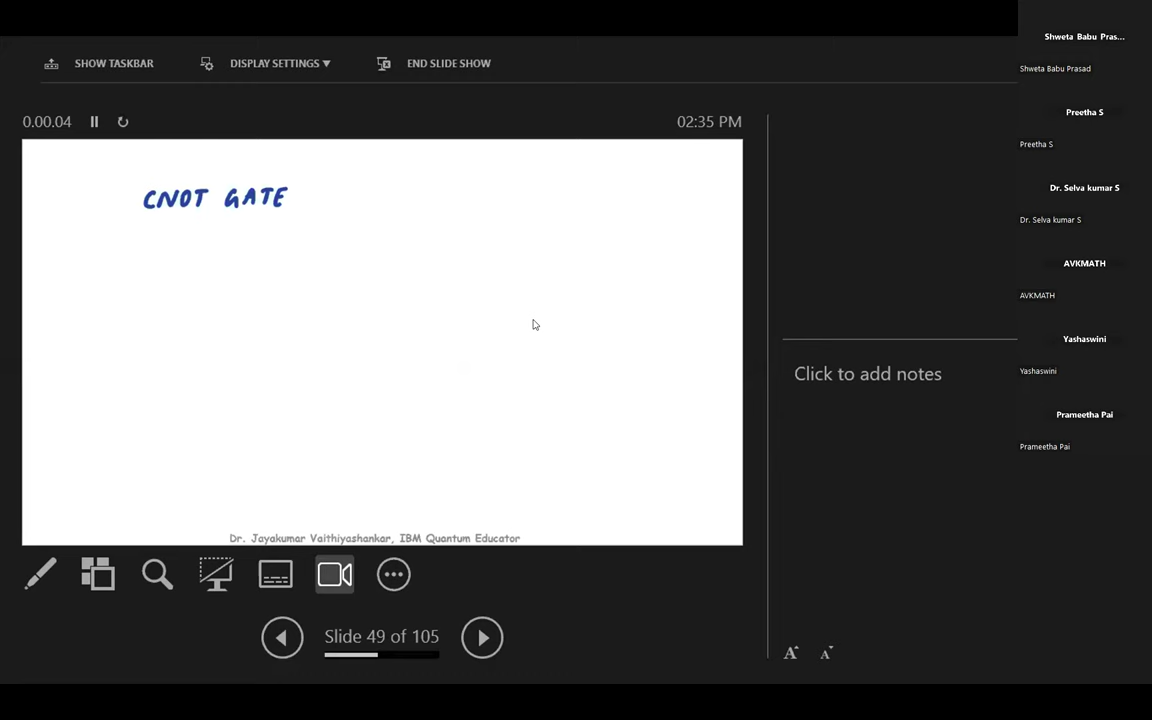 SHOW TASKBAR
DISPLAY SETTINGS ▼
END SLIDE SHOW
0.00.04
02:35 PM
CNOT GATE
Dr. Jayakumar Vaithiyashankar, IBM Quantum Educator
Slide 49 of 105
Click to add notes
A A
Shweta Babu Pras...
Shweta Babu Prasad
Preetha S
Preetha S
Dr. Selva kumar S
Dr. Selva kumar S
AVKMATH
AVKMATH
Yashaswini
Yashaswini
Prameetha Pai
Prameetha Pai